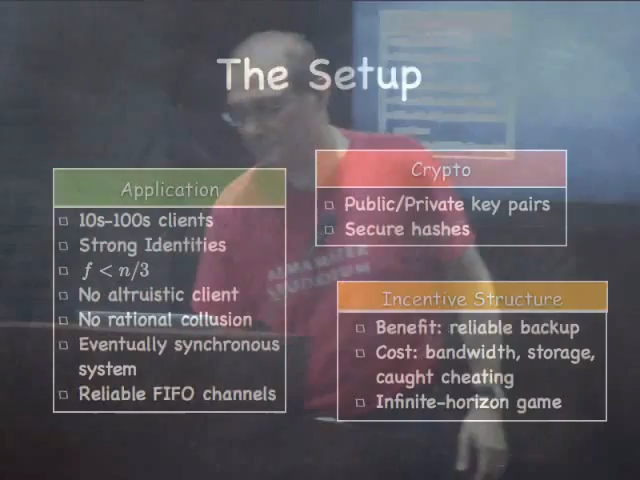 The Setup
Application
10s-100s clients
Strong Identities
f < n/3
No altruistic client
No rational collusion
Eventually synchronous
system
Reliable FIFO channels
Crypto
Public/Private key pairs
Secure hashes
Incentive Structure
Benefit: reliable backup
Cost: bandwidth, storage,
caught cheating
Infinite-horizon game